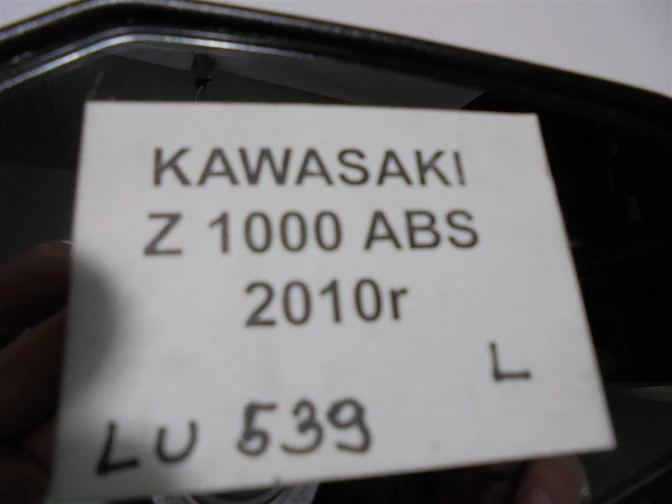 KAWASAKI
Z 1000 ABS
2010r
L
LU 539